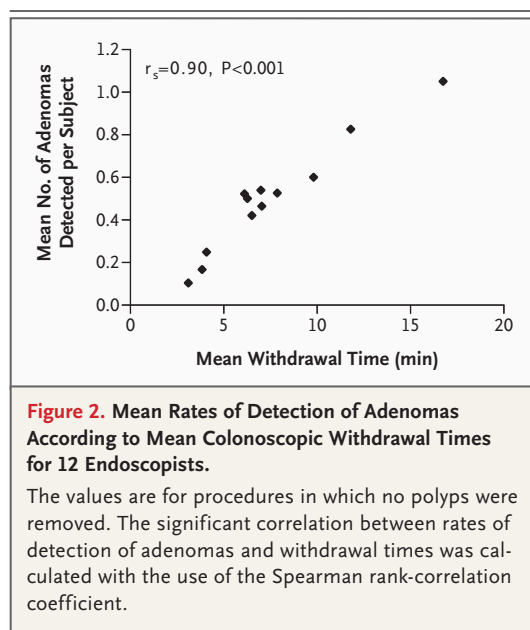 1.2
r_s=0.90, P<0.001
1.0
0.8
0.6
0.4
0.2
0.0
Mean No. of Adenomas
Detected per Subject
0 5 10 15 20
Mean Withdrawal Time (min)
Figure 2. Mean Rates of Detection of Adenomas
According to Mean Colonoscopic Withdrawal Times
for 12 Endoscopists.
The values are for procedures in which no polyps were
removed. The significant correlation between rates of
detection of adenomas and withdrawal times was cal-
culated with the use of the Spearman rank-correlation
coefficient.